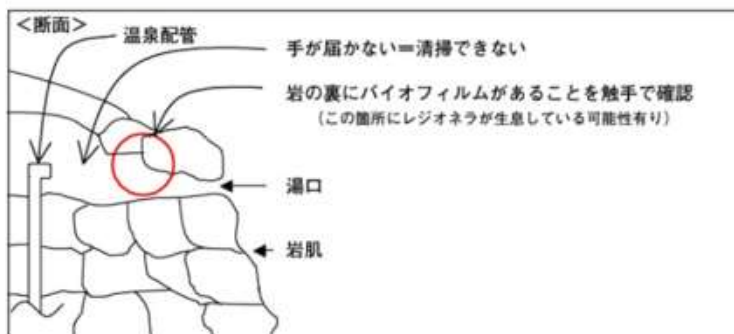 <断面>
温泉配管
手が届かない＝清掃できない
岩の裏にバイオフィルムがあることを触手で確認
（この箇所にレジオネラが生息している可能性有り）
湯口
岩肌